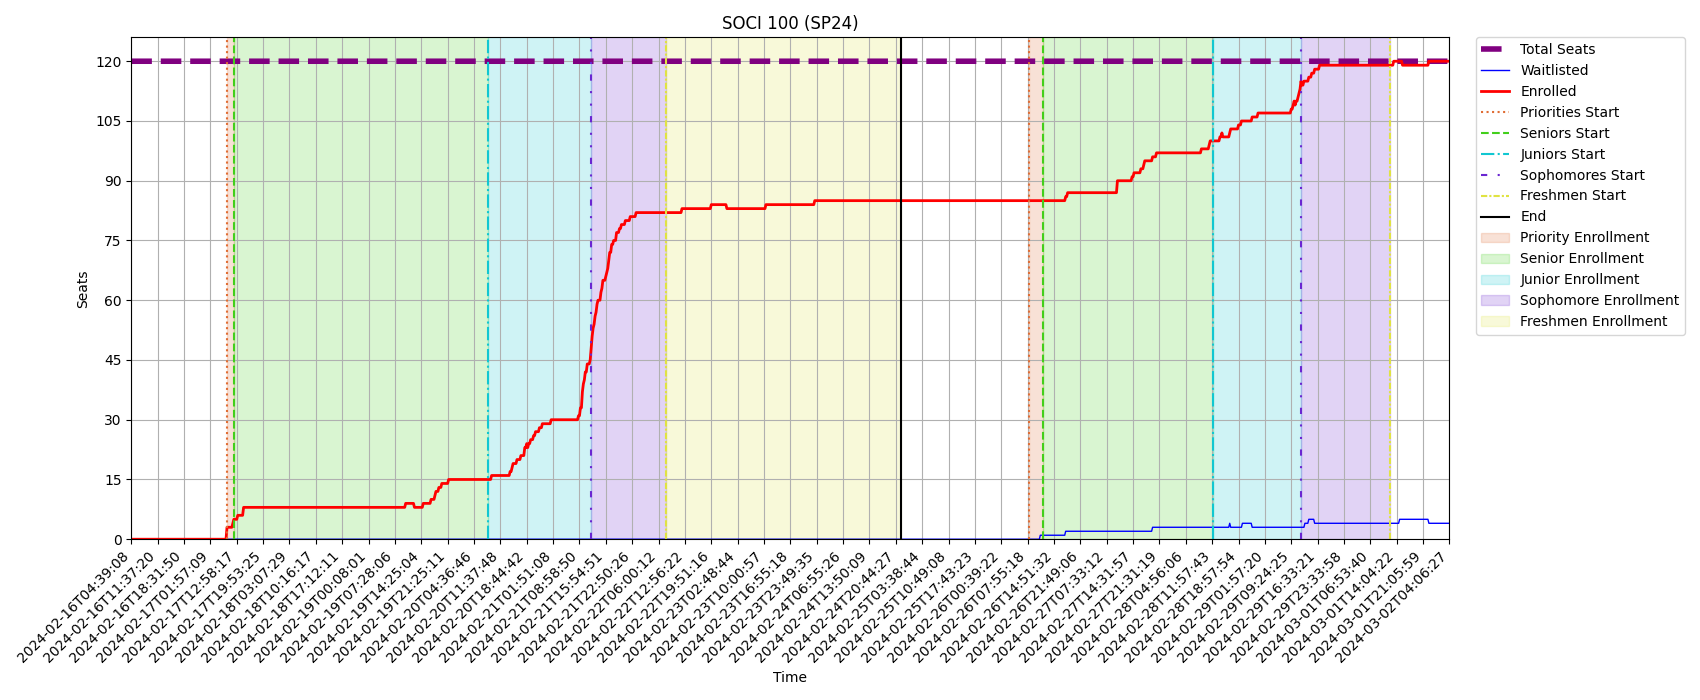 SOCI 100 (SP24)
Seats
120
105
90
75
60
45
30
15
0
2024-02-16T04:39:08
2024-02-16T11:37:20
2024-02-16T18:31:50
2024-02-17T01:57:09
2024-02-17T12:58:17
2024-02-17T19:53:25
2024-02-18T03:07:29
2024-02-18T10:16:17
2024-02-18T17:12:11
2024-02-19T00:08:01
2024-02-19T07:28:06
2024-02-19T14:25:04
2024-02-19T21:25:11
2024-02-20T04:36:46
2024-02-20T11:37:48
2024-02-20T18:44:42
2024-02-21T01:51:08
2024-02-21T08:58:50
2024-02-21T15:54:51
2024-02-21T22:50:26
2024-02-22T06:00:12
2024-02-22T12:56:22
2024-02-22T19:51:16
2024-02-23T02:48:44
2024-02-23T10:00:57
2024-02-23T16:55:18
2024-02-23T23:49:35
2024-02-24T06:55:26
2024-02-24T13:50:09
2024-02-24T20:44:27
2024-02-25T03:38:44
2024-02-25T10:49:08
2024-02-25T17:43:23
2024-02-26T00:39:22
2024-02-26T07:55:18
2024-02-26T14:51:32
2024-02-26T21:49:06
2024-02-27T07:33:12
2024-02-27T14:31:57
2024-02-27T21:31:19
2024-02-28T04:56:06
2024-02-28T11:57:43
2024-02-28T18:57:54
2024-02-29T01:57:20
2024-02-29T09:24:25
2024-02-29T16:33:21
2024-02-29T23:33:58
2024-03-01T06:53:40
2024-03-01T14:04:22
2024-03-01T21:05:59
2024-03-02T04:06:27
Time
Total Seats
Waitlisted
Enrolled
Priorities Start
Seniors Start
Juniors Start
Sophomores Start
Freshmen Start
End
Priority Enrollment
Senior Enrollment
Junior Enrollment
Sophomore Enrollment
Freshmen Enrollment